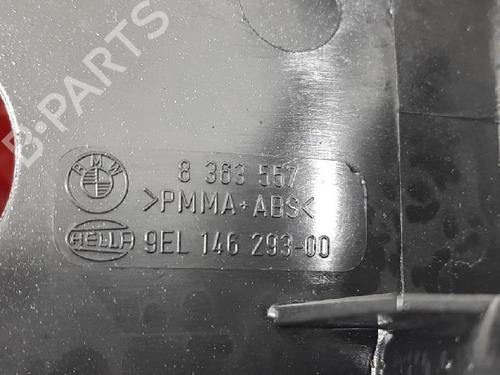 B-PARTS
BMW
8 363 557
>PMMA+ABS<
HELLA
9EL 146 293-00